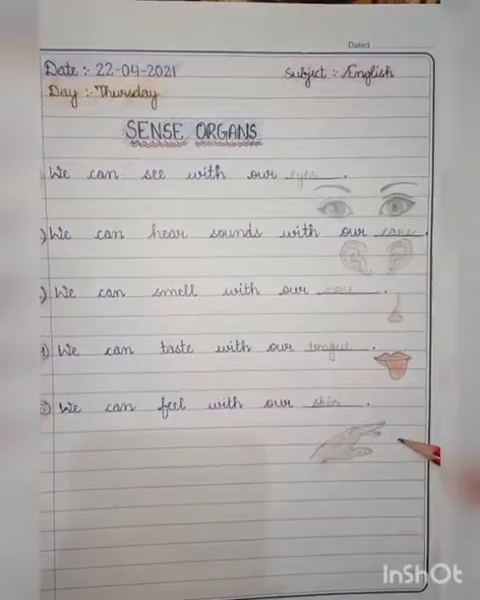 Dated
Date :- 22-04-2021
Subject :- English
Day :- Thursday
SENSE ORGANS
We can see with our eyes.
We can hear sounds with our ears.
We can smell with our nose.
4) We can taste with our tongue.
5) We can feel with our skin.
InShOt